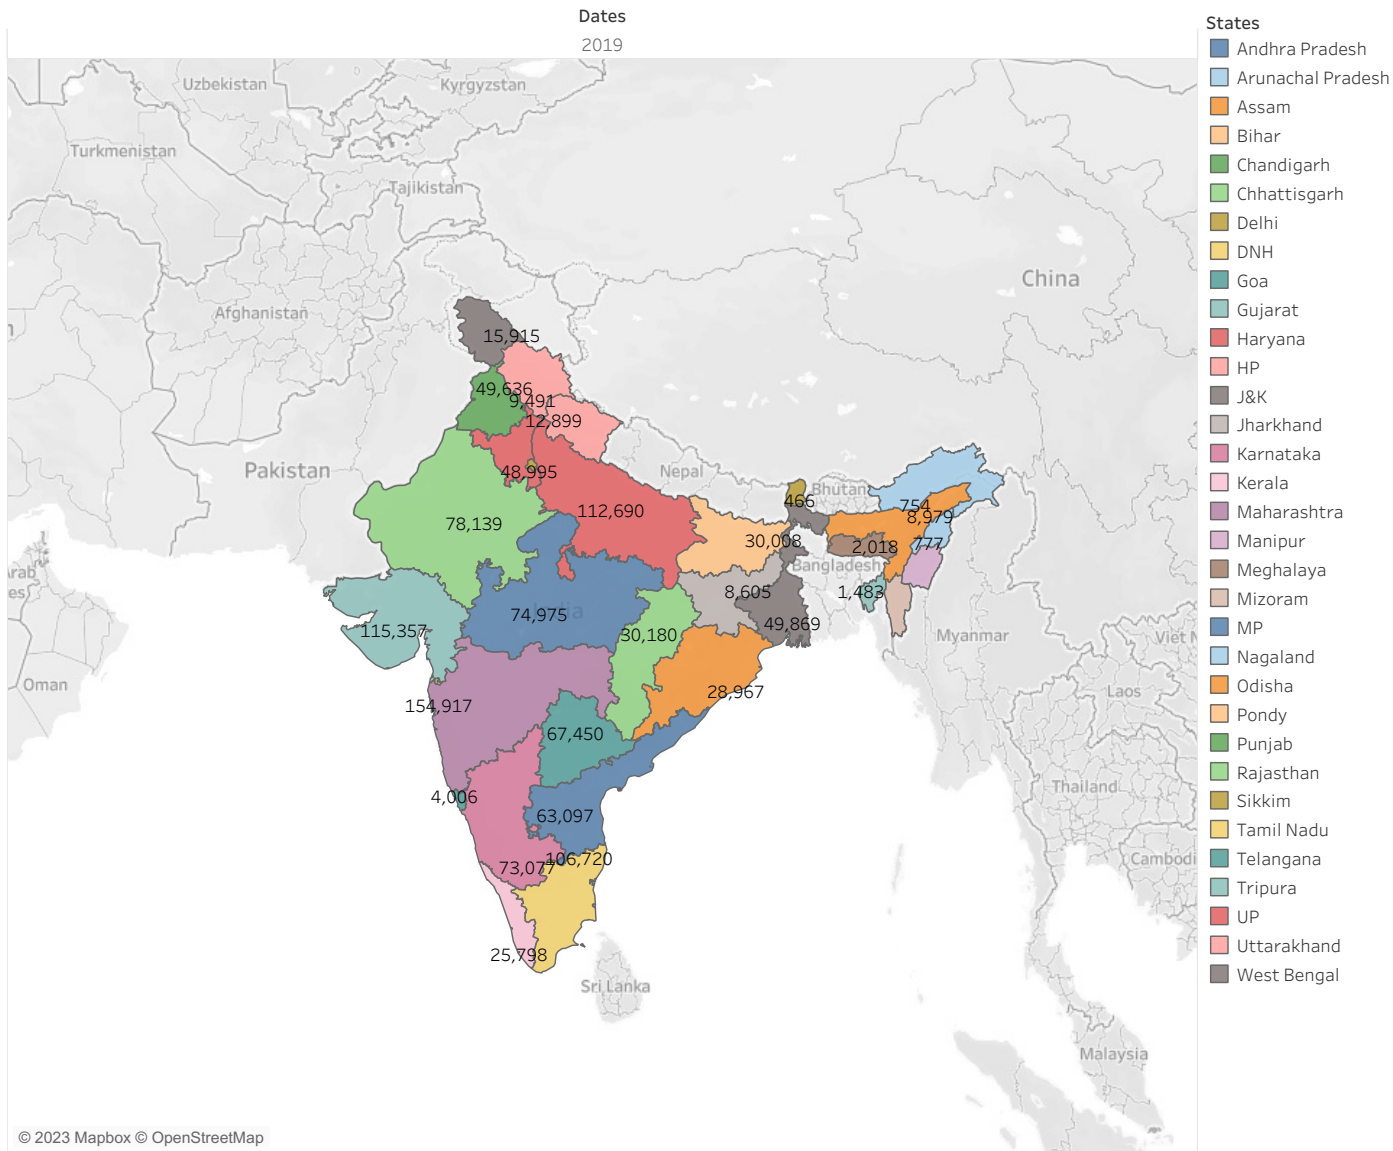 Dates
2019
States
Andhra Pradesh
Arunachal Pradesh
Assam
Bihar
Chandigarh
Chhattisgarh
Delhi
DNH
Goa
Gujarat
Haryana
HP
J&K
Jharkhand
Karnataka
Kerala
Maharashtra
Manipur
Meghalaya
Mizoram
MP
Nagaland
Odisha
Pondy
Punjab
Rajasthan
Sikkim
Tamil Nadu
Telangana
Tripura
UP
Uttarakhand
West Bengal
Uzbekistan
Kyrgyzstan
Turkmenistan
Tajikistan
China
Afghanistan
15,915
49,636
9,491
12,899
Pakistan
48,995
Nepal
Bhutan
466
754
8,979
78,139
112,690
30,008
2,018
777
Bangladesh
Arab
es
8,605
1,483
74,975
India
115,357
30,180
49,869
Myanmar
Viet N
Oman
28,967
Laos
154,917
67,450
Thailand
4,006
63,097
106,720
73,077
Cambodi
25,798
Sri Lanka
Malaysia
© 2023 Mapbox © OpenStreetMap